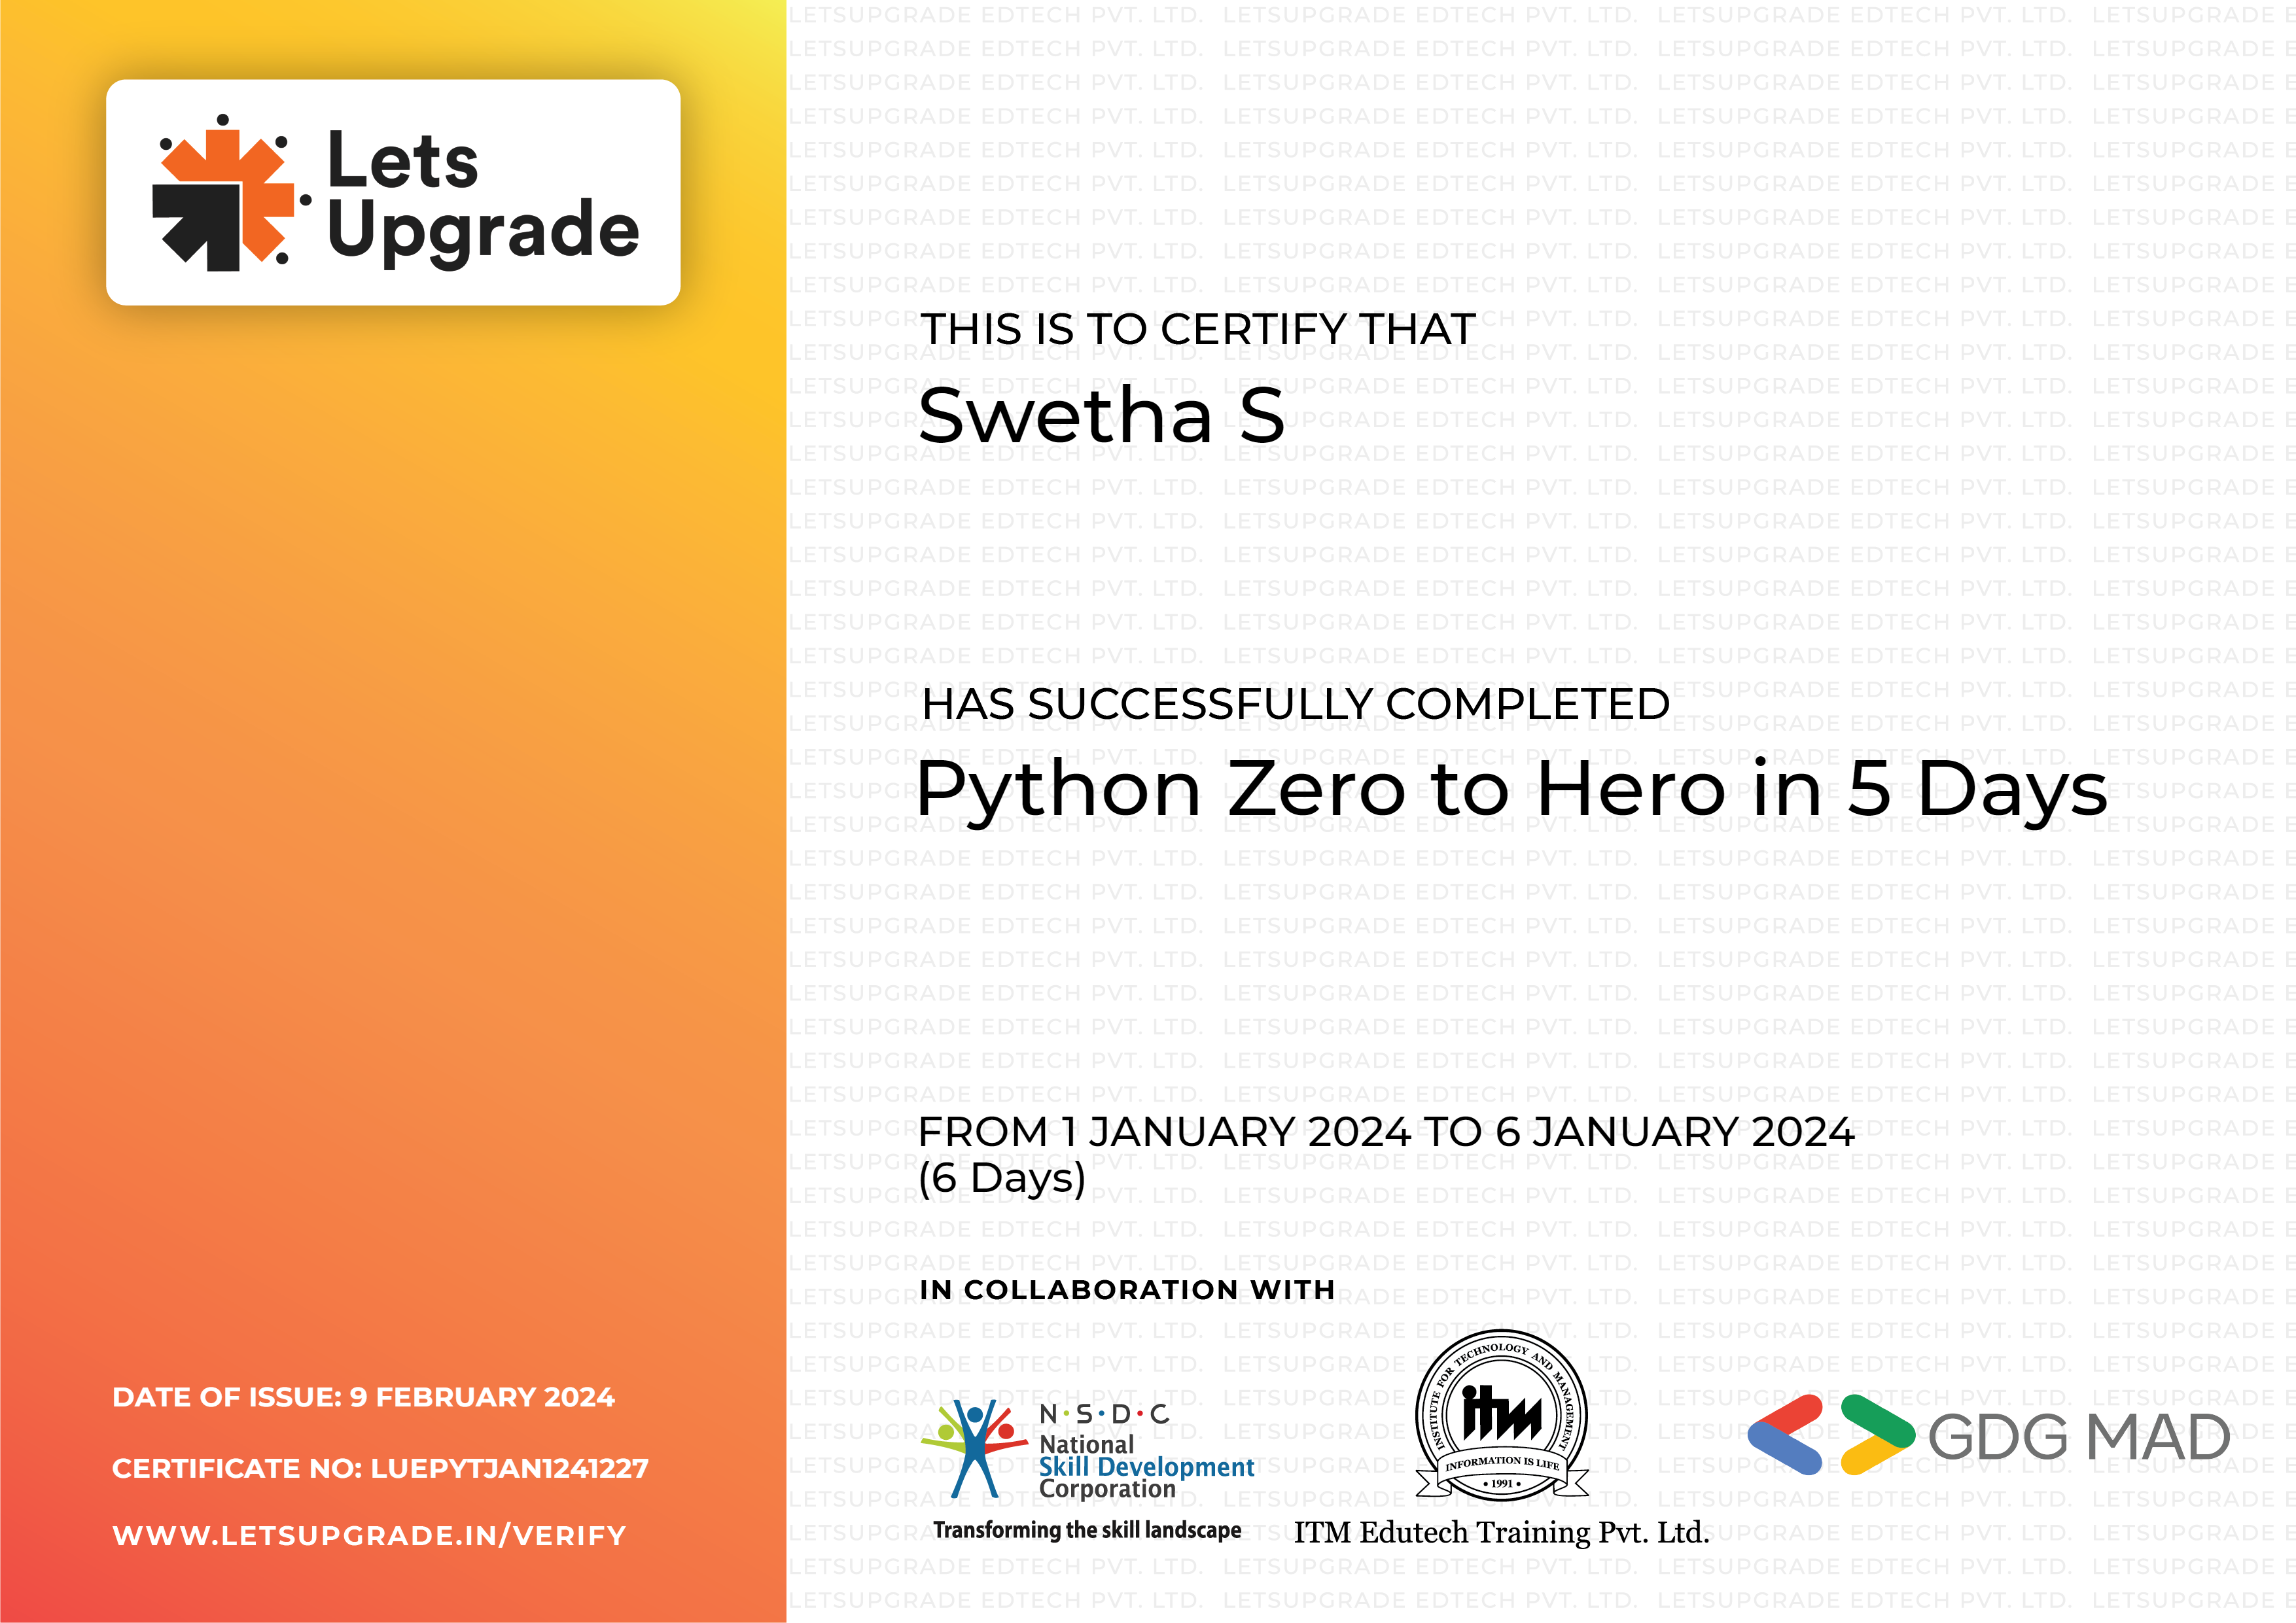 Lets
Upgrade
THIS IS TO CERTIFY THAT
Swetha S
HAS SUCCESSFULLY COMPLETED
Python Zero to Hero in 5 Days
FROM 1 JANUARY 2024 TO 6 JANUARY 2024
(6 Days)
IN COLLABORATION WITH
N·S·D·C
National
Skill Development
Corporation
Transforming the skill landscape
INSTITUTE FOR TECHNOLOGY AND MANAGEMENT
itm
INFORMATION IS LIFE
• 1991 •
ITM Edutech Training Pvt. Ltd.
GDG MAD
DATE OF ISSUE: 9 FEBRUARY 2024
CERTIFICATE NO: LUEPYTJAN1241227
WWW.LETSUPGRADE.IN/VERIFY
LETSUPGRADE EDTECH PVT. LTD.